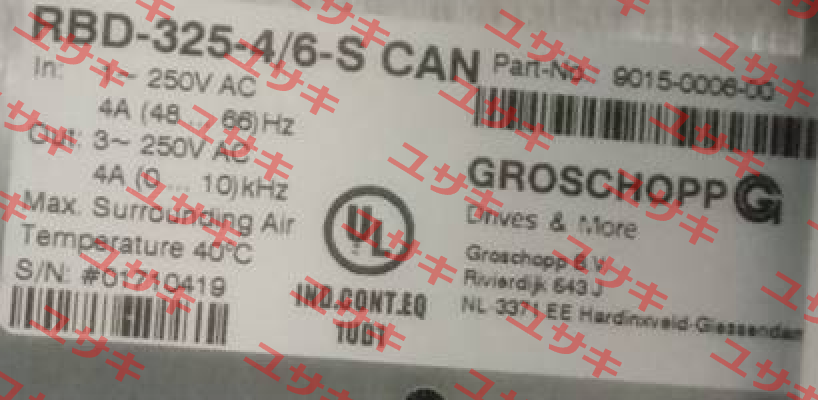 RBD-325-4/6-S CAN
In: 1~ 250V AC
4A (48 ... 66)Hz
Out: 3~ 250V AC
4A (0 ... 10)kHz
Max. Surrounding Air
Temperature 40°C
S/N: #01710419
UL
IND.CONT.EQ
1UD1
Part-No. 9015-0006-00
GROSCHOPP G
Drives & More
Groschopp B.V.
Rivierdijk 643 J
NL-3371 EE Hardinxveld-Giessendam
ユサキ